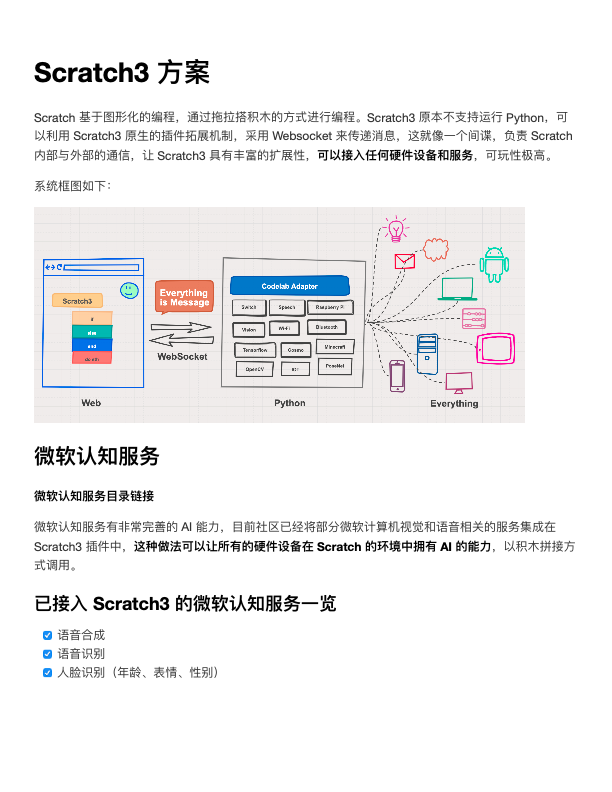 Scratch3 方案
Scratch 基于图形化的编程，通过拖拉搭积木的方式进行编程。Scratch3 原本不支持运行 Python，可
以利用 Scratch3 原生的插件拓展机制，采用 Websocket 来传递消息，这就像一个间谍，负责 Scratch
内部与外部的通信，让 Scratch3 具有丰富的扩展性，可以接入任何硬件设备和服务，可玩性极高。
系统框图如下：
Scratch3
if
else
end
Everything
is Message
WebSocket
Codelab Adaptor
Switch
Speech
Raspberry Pi
Vision
Wi-Fi
Bluetooth
Tensorflow
Cosmo
Minecraft
OpenCV
PoseNet
Web
Python
Everything
微软认知服务
微软认知服务目录链接
微软认知服务有非常完善的 AI 能力，目前社区已经将部分微软计算机视觉和语音相关的服务集成在
Scratch3 插件中，这种做法可以让所有的硬件设备在 Scratch 的环境中拥有 AI 的能力，以积木拼接方
式调用。
已接入 Scratch3 的微软认知服务一览
语音合成
语音识别
人脸识别（年龄、表情、性别）